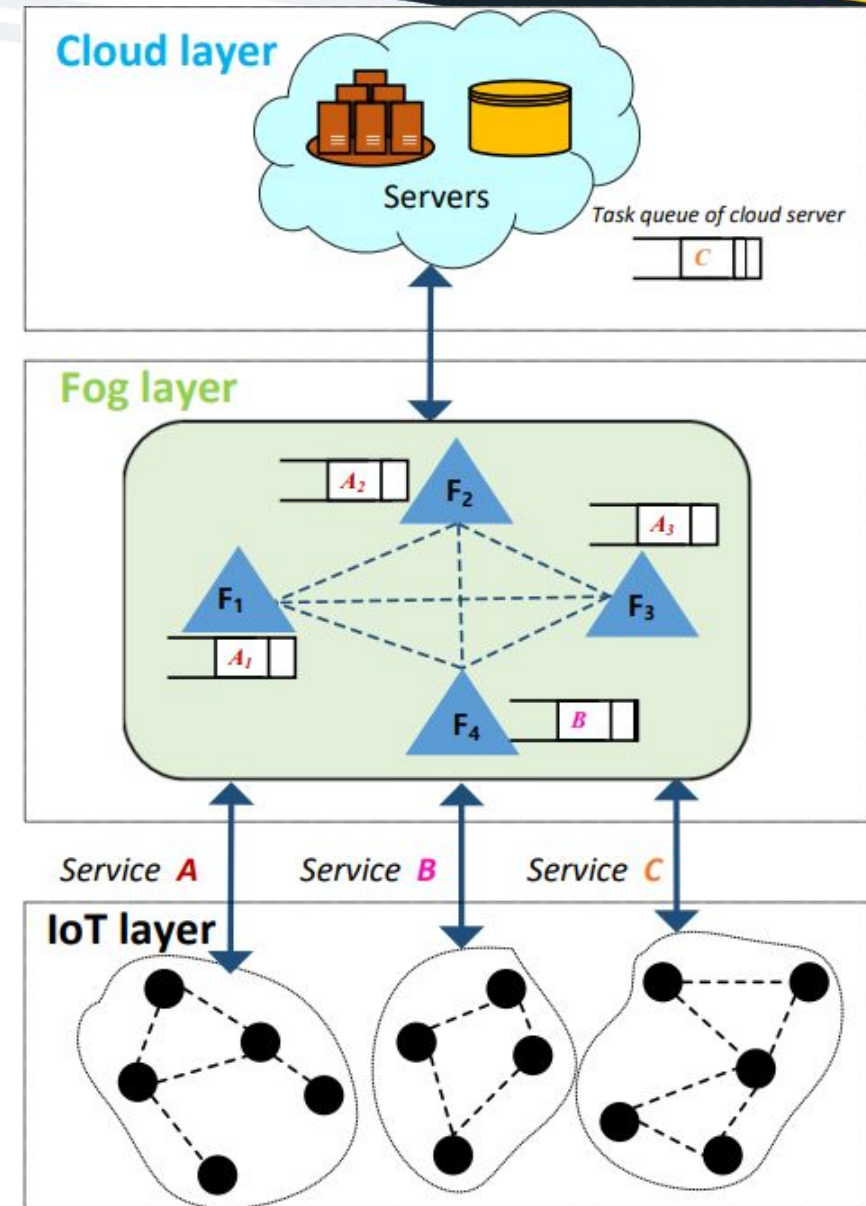 Cloud layer
Servers
Task queue of cloud server
C
Fog layer
A₂
F₂
A₃
F₁
F₃
A₁
F₄
B
Service A
Service B
Service C
IoT layer